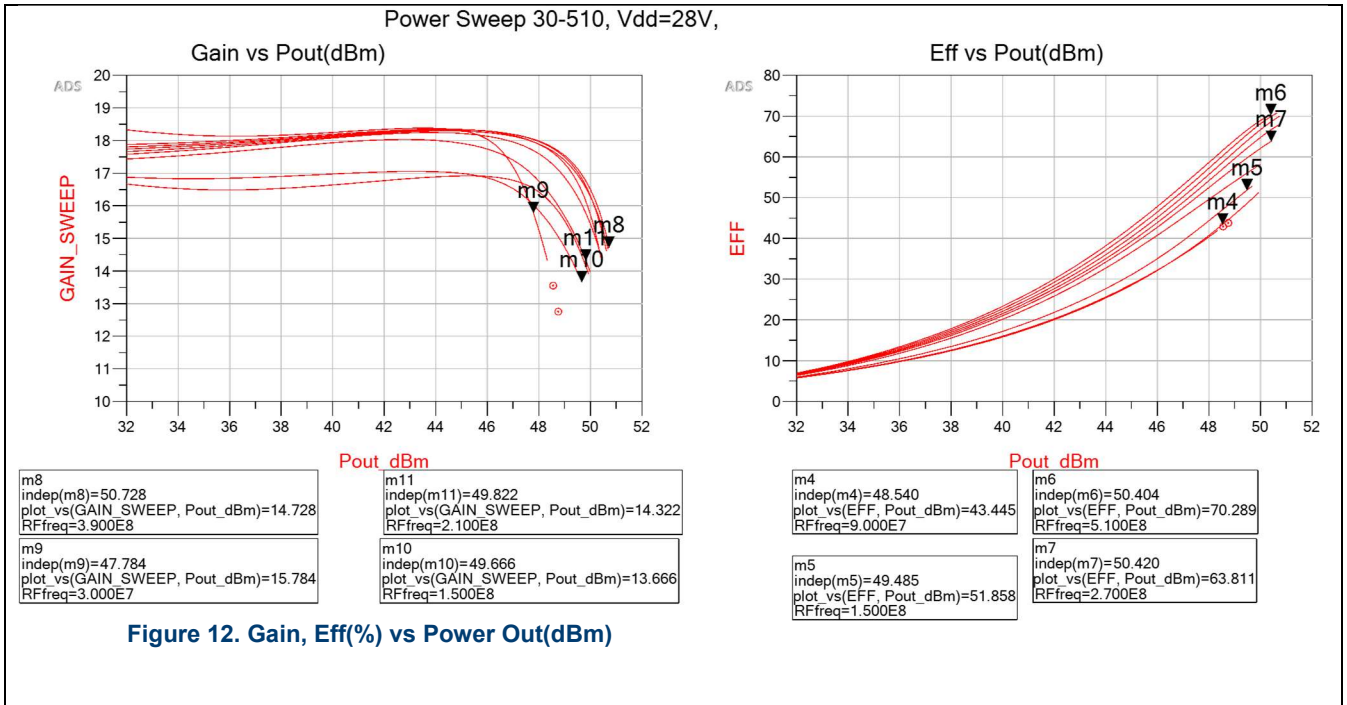 Power Sweep 30-510, Vdd=28V,
Gain vs Pout(dBm)
ADS
GAIN_SWEEP
20
19
18
17
16
15
14
13
12
11
10
m9
m8
m11
m10
32 34 36 38 40 42 44 46 48 50 52
Pout_dBm
Eff vs Pout(dBm)
ADS
EFF
80
70
60
50
40
30
20
10
0
m6
m7
m5
m4
32 34 36 38 40 42 44 46 48 50 52
Pout_dBm
m8
indep(m8)=50.728
plot_vs(GAIN_SWEEP, Pout_dBm)=14.728
RFfreq=3.900E8
m11
indep(m11)=49.822
plot_vs(GAIN_SWEEP, Pout_dBm)=14.322
RFfreq=2.100E8
m9
indep(m9)=47.784
plot_vs(GAIN_SWEEP, Pout_dBm)=15.784
RFfreq=3.000E7
m10
indep(m10)=49.666
plot_vs(GAIN_SWEEP, Pout_dBm)=13.666
RFfreq=1.500E8
m4
indep(m4)=48.540
plot_vs(EFF, Pout_dBm)=43.445
RFfreq=9.000E7
m6
indep(m6)=50.404
plot_vs(EFF, Pout_dBm)=70.289
RFfreq=5.100E8
m5
indep(m5)=49.485
plot_vs(EFF, Pout_dBm)=51.858
RFfreq=1.500E8
m7
indep(m7)=50.420
plot_vs(EFF, Pout_dBm)=63.811
RFfreq=2.700E8
Figure 12. Gain, Eff(%) vs Power Out(dBm)